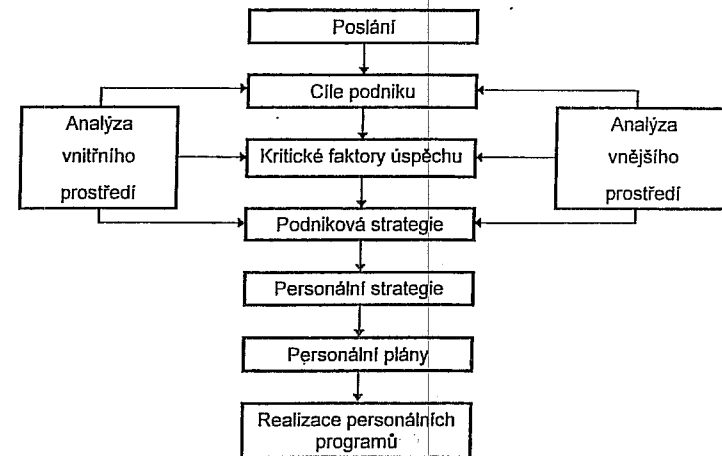 Poslání
Cíle podniku
Analýza
vnitřního
prostředí
Kritické faktory úspěchu
Analýza
vnějšího
prostředí
Podniková strategie
Personální strategie
Personální plány
Realizace personálních
programů